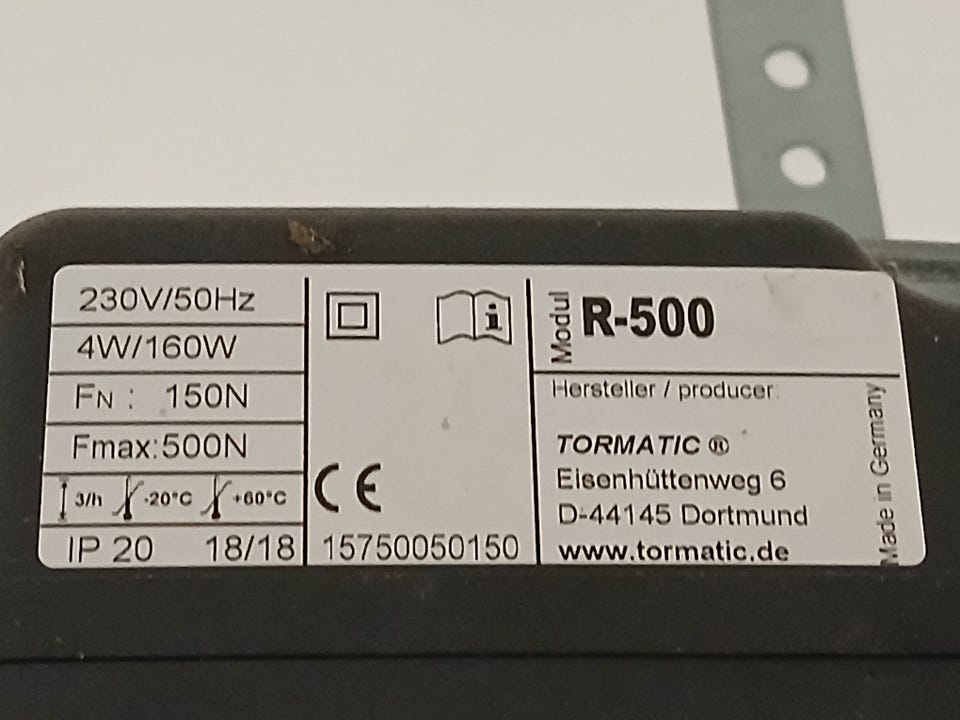 230V/50Hz
4W/160W
FN : 150N
Fmax:500N
3/h -20°C +60°C
IP 20 18/18
i
CE
15750050150
Modul
R-500
Hersteller / producer:
TORMATIC ®
Eisenhüttenweg 6
D-44145 Dortmund
www.tormatic.de
Made in Germany